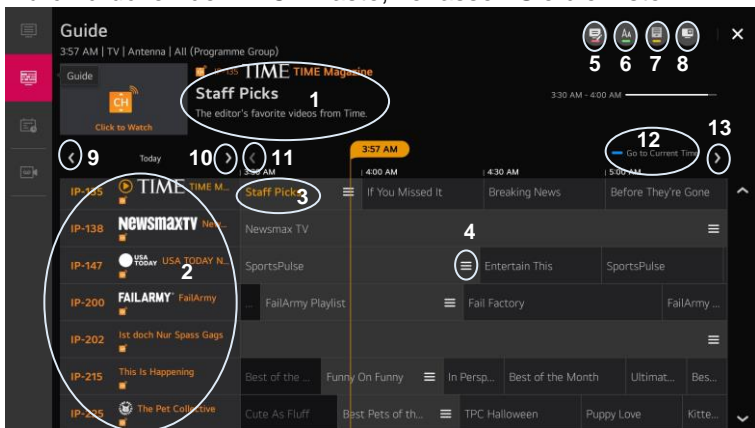 Guide
3:57 AM | TV | Antenna | All (Programme Group)
5 6 7 8
Guide
CH
Click to Watch
IP-135 TIME TIME Magazine
Staff Picks 1
The editor's favorite videos from Time.
3:30 AM - 4:00 AM
9 Today 10 11 3:57 AM 12 13
Go to Current Time
3:30 AM 4:00 AM 4:30 AM 5:00 AM
IP-135 TIME TIME M... Staff Picks 3 If You Missed It Breaking News Before They're Gone
IP-138 NEWSMAXTV New... Newsmax TV
4
IP-147 USA TODAY USA TODAY N... 2 SportsPulse Entertain This SportsPulse
IP-200 FAILARMY FailArmy ... FailArmy Playlist Fail Factory FailArmy ...
IP-202 Ist doch Nur Spass Gags
IP-215 This Is Happening Best of the ... Funny On Funny In Persp... Best of the Month Ultimat... Bes...
IP-225 The Pet Collective Cute As Fluff Best Pets of th... TPC Halloween Puppy Love Kitte...